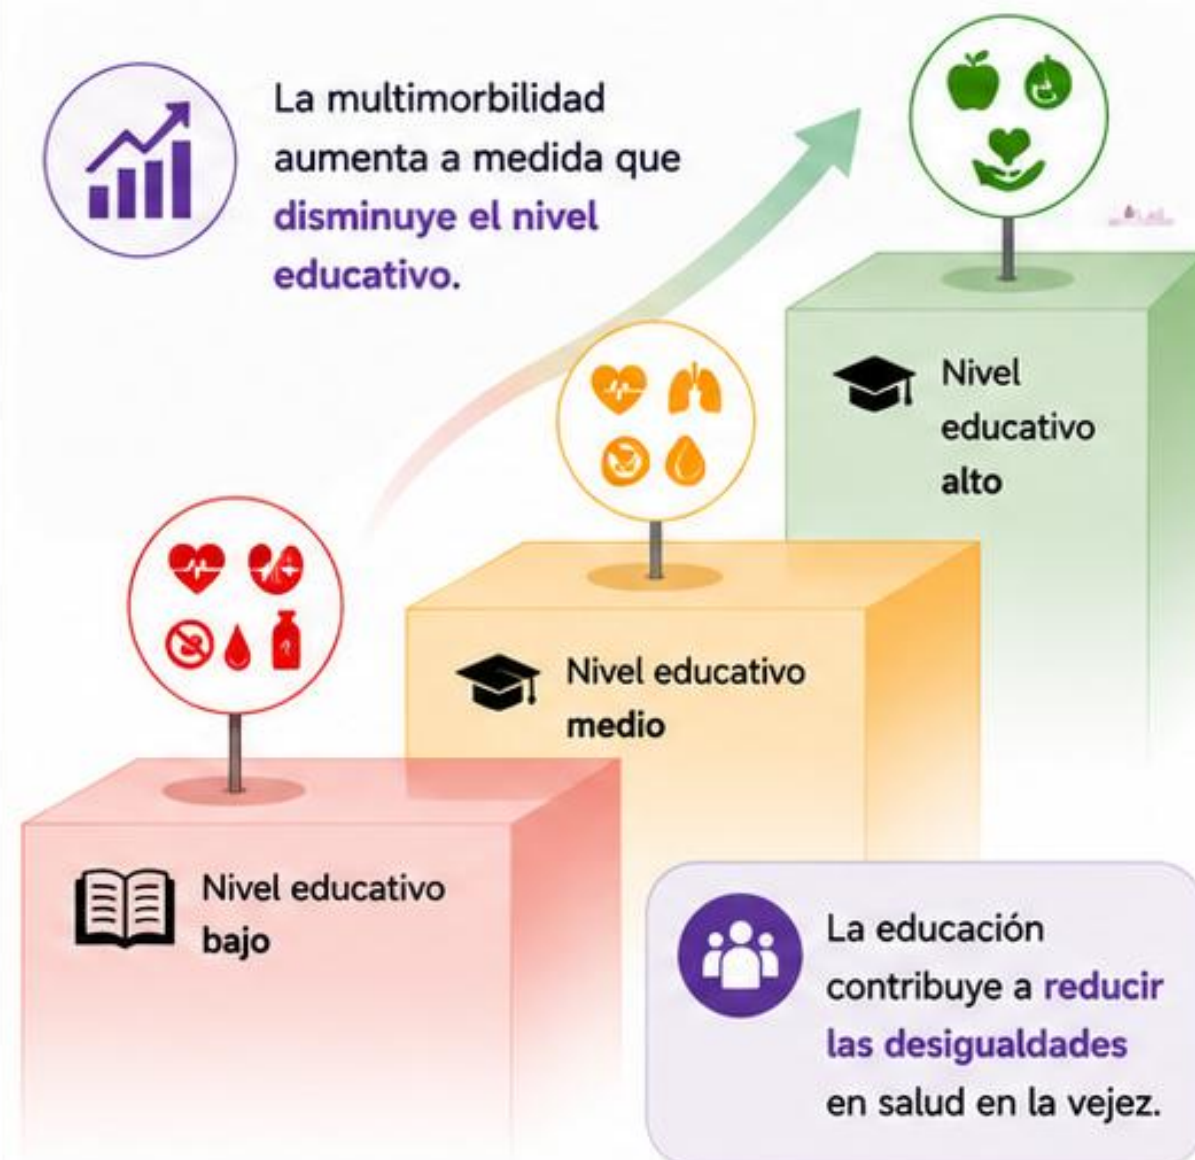 La multimorbilidad
aumenta a medida que
disminuye el nivel
educativo.
Nivel
educativo
alto
Nivel educativo
medio
Nivel educativo
bajo
La educación
contribuye a reducir
las desigualdades
en salud en la vejez.